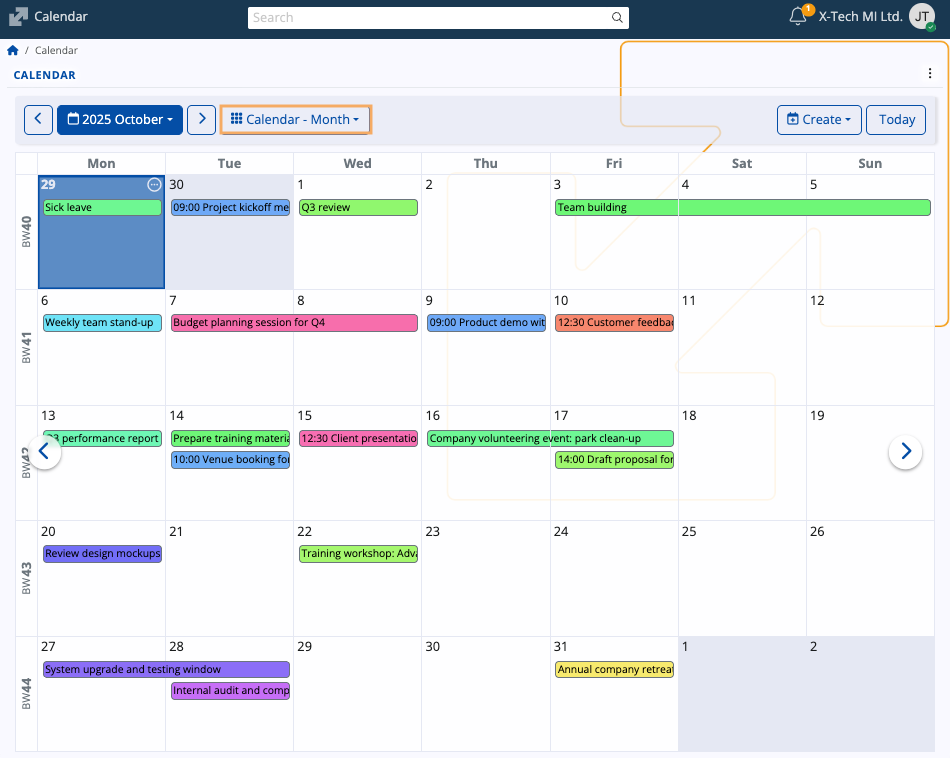 Calendar
Search
1
X-Tech MI Ltd.
JT
/ Calendar
CALENDAR
2025 October
Calendar - Month
Create
Today
Mon Tue Wed Thu Fri Sat Sun
BW40
29 30 1 2 3 4 5
Sick leave
09:00 Project kickoff me
Q3 review
Team building
BW41
6 7 8 9 10 11 12
Weekly team stand-up
Budget planning session for Q4
09:00 Product demo wit
12:30 Customer feedbac
BW42
13 14 15 16 17 18 19
performance report
Prepare training materia
12:30 Client presentatio
Company volunteering event: park clean-up
10:00 Venue booking for
14:00 Draft proposal for
BW43
20 21 22 23 24 25 26
Review design mockups
Training workshop: Adva
BW44
27 28 29 30 31 1 2
System upgrade and testing window
Annual company retreat
Internal audit and comp